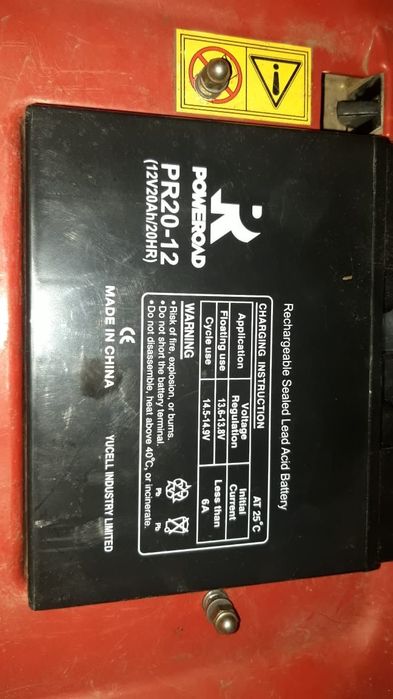 POWEROAD
PR20-12
(12V20Ah/20HR)
Rechargeable Sealed Lead Acid Battery
CHARGING INSTRUCTION AT 25°C
Application Voltage Regulation Initial Current
Floating use 13.6-13.8V Less than 6A
Cycle use 14.5-14.9V
WARNING
•Risk of fire, explosion, or burns.
•Do not short the battery terminal.
•Do not disassemble, heat above 40°C, or incinerate.
Pb Pb
CE
MADE IN CHINA YUCELL INDUSTRY LIMITED